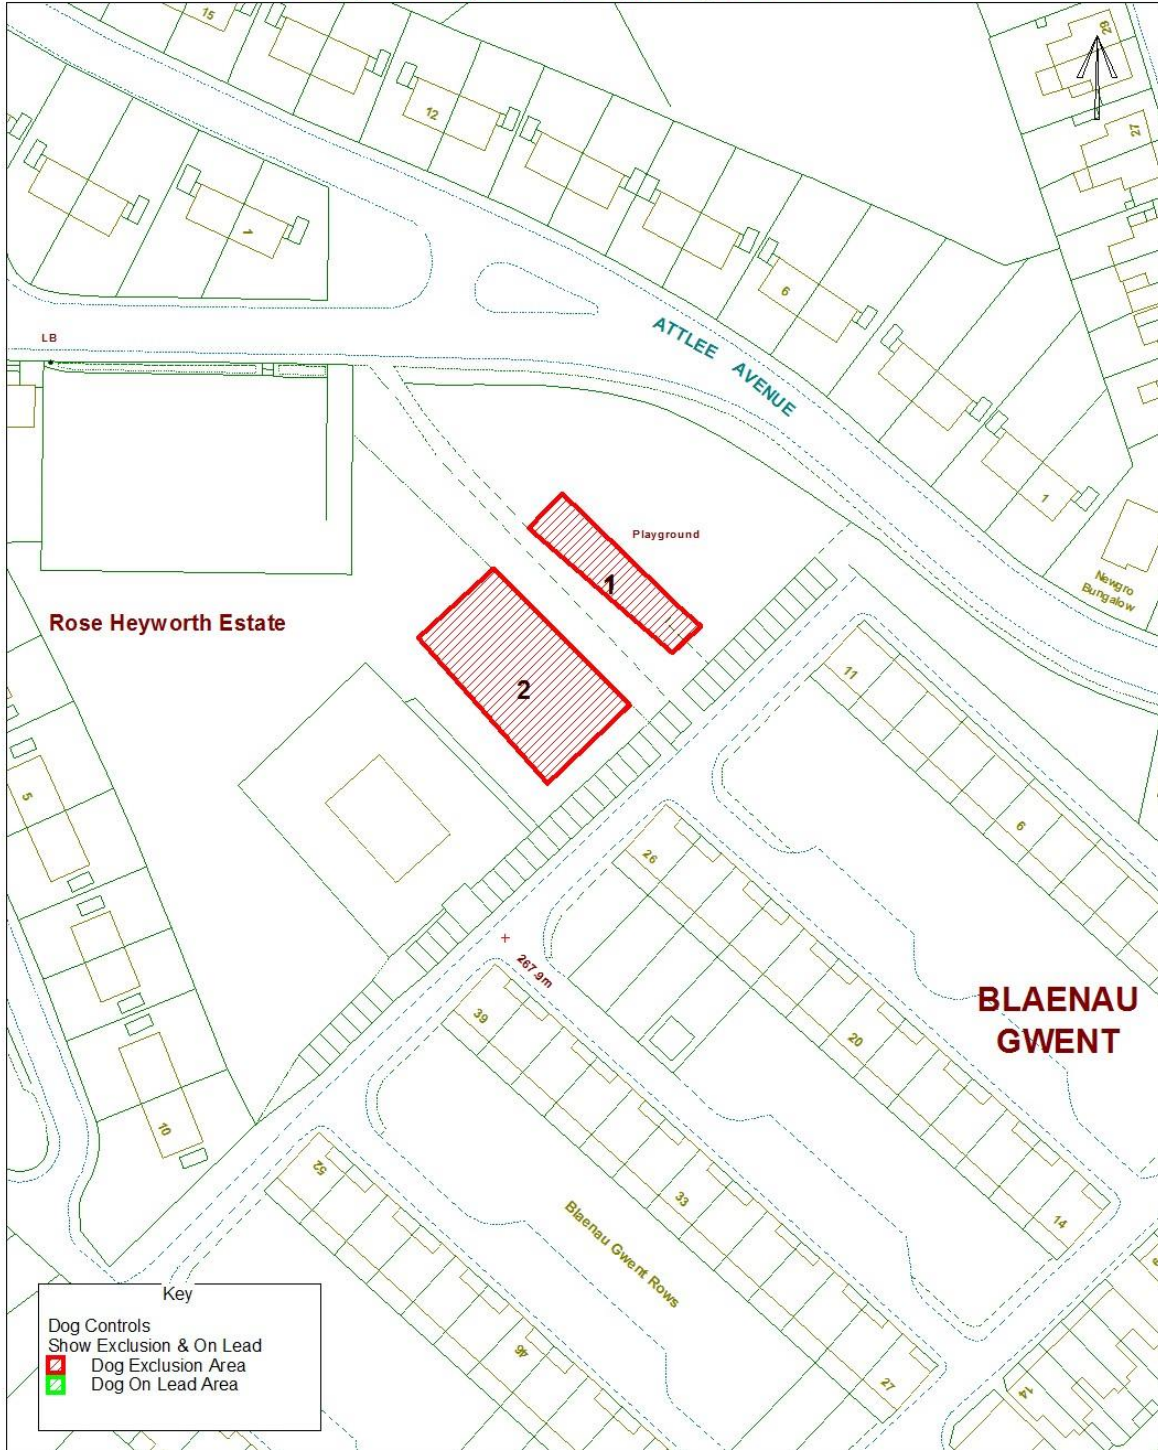 15
29
12
27
1
6
LB
ATTLEE AVENUE
1
Playground
Newgro
Bungalow
1
Rose Heyworth Estate
11
2
5
6
26
267.9m
BLAENAU
GWENT
39
20
10
52
33
14
Blaenau Gwent Rows
Key
Dog Controls
Show Exclusion & On Lead
Dog Exclusion Area
Dog On Lead Area
46
27
14